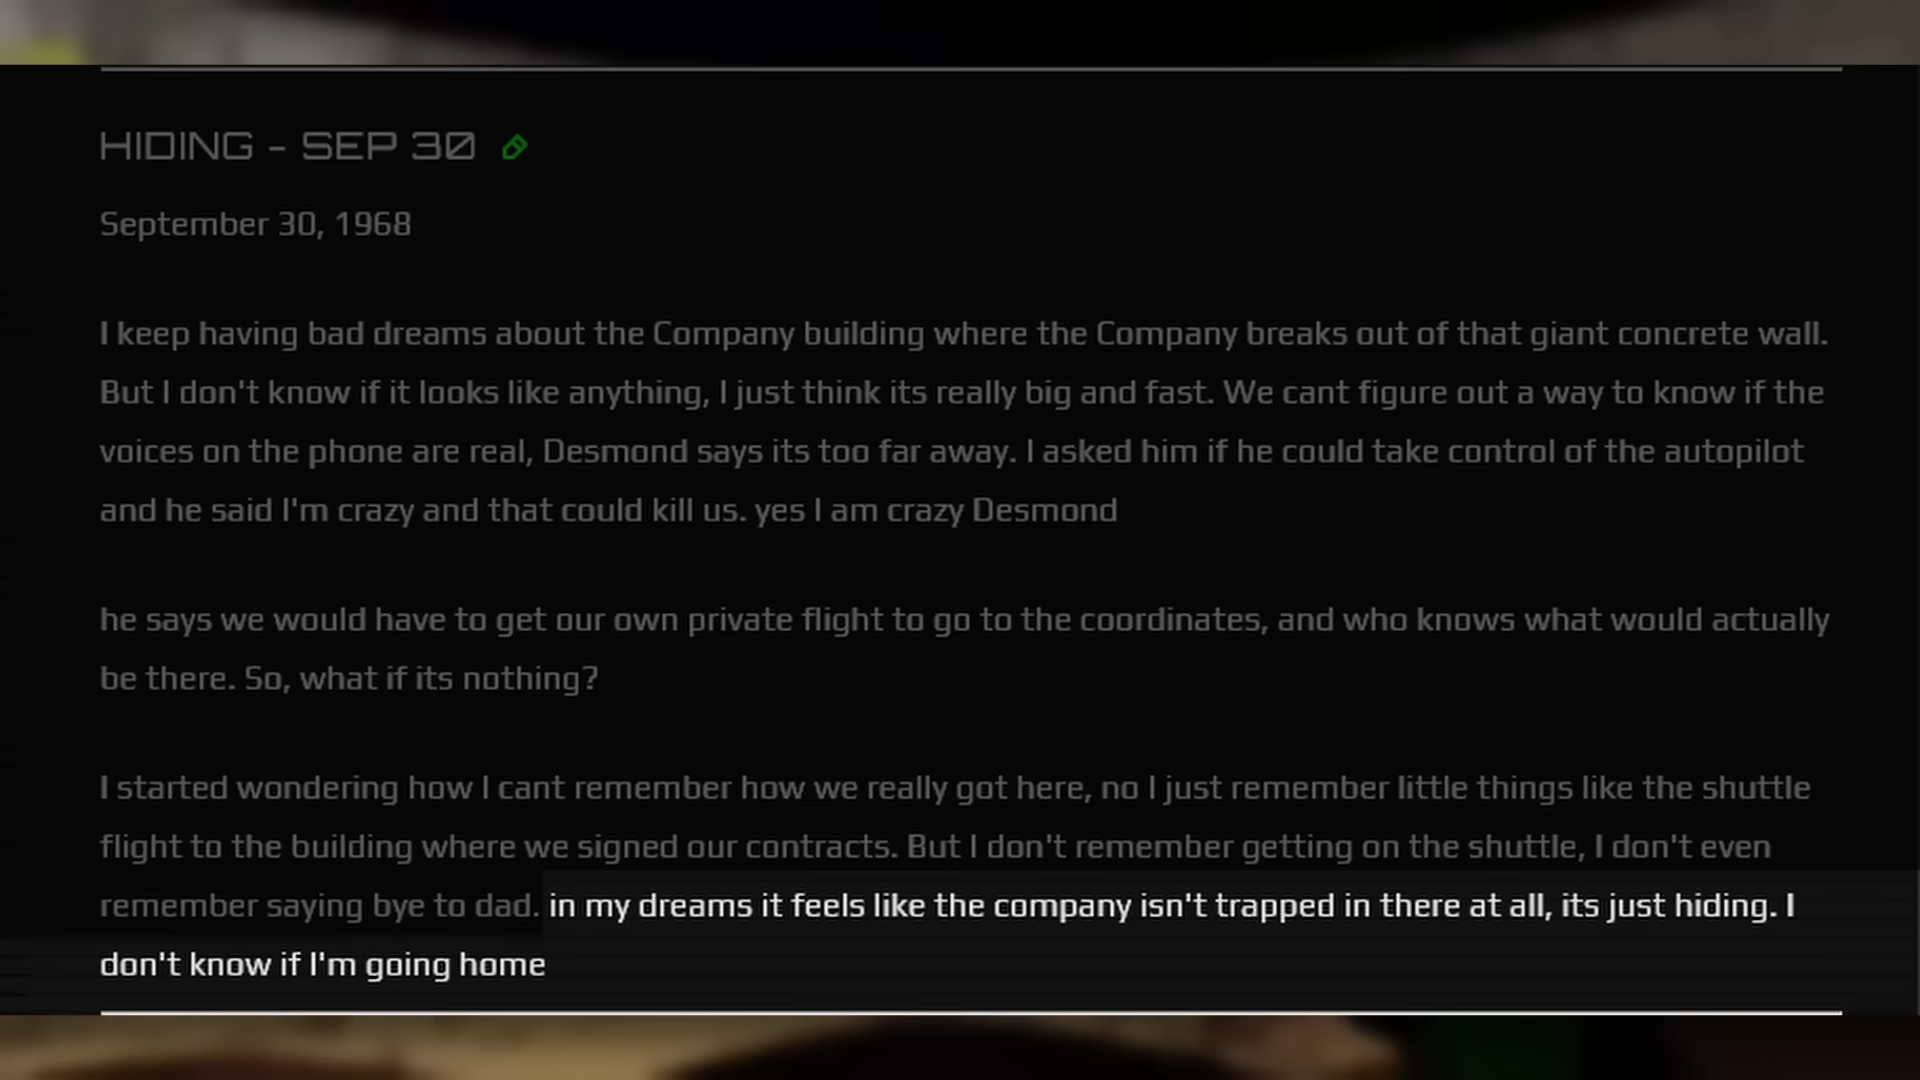 HIDING - SEP 30
September 30, 1968
I keep having bad dreams about the Company building where the Company breaks out of that giant concrete wall.
But I don't know if it looks like anything, I just think its really big and fast. We cant figure out a way to know if the
voices on the phone are real, Desmond says its too far away. I asked him if he could take control of the autopilot
and he said I'm crazy and that could kill us. yes I am crazy Desmond
he says we would have to get our own private flight to go to the coordinates, and who knows what would actually
be there. So, what if its nothing?
I started wondering how I cant remember how we really got here, no I just remember little things like the shuttle
flight to the building where we signed our contracts. But I don't remember getting on the shuttle, I don't even
remember saying bye to dad. in my dreams it feels like the company isn't trapped in there at all, its just hiding. I
don't know if I'm going home